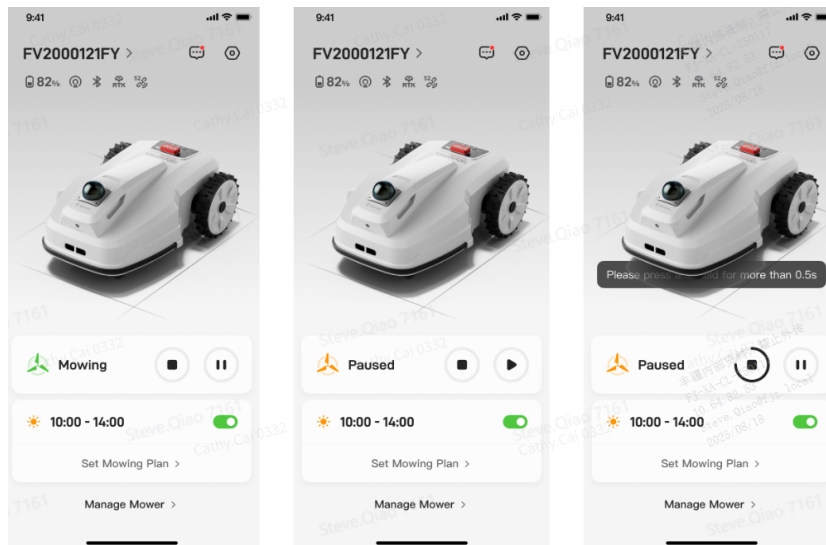 9:41
FV2000121FY >
82%
RTK
Mowing
10:00 - 14:00
Set Mowing Plan >
Manage Mower >
9:41
FV2000121FY >
82%
RTK
Paused
10:00 - 14:00
Set Mowing Plan >
Manage Mower >
9:41
FV2000121FY >
82%
RTK
Please press and hold for more than 0.5s
Paused
10:00 - 14:00
Set Mowing Plan >
Manage Mower >
Cathy.Cai 0332
Steve.Qiao 7161
2025/08/18